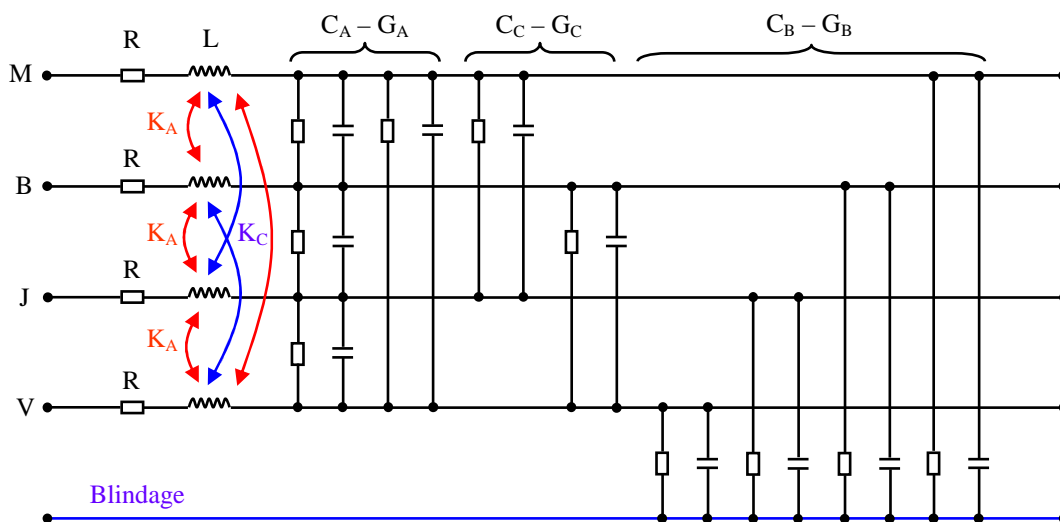 R L C_A – G_A C_C – G_C C_B – G_B
M
K_A
R
B
K_A K_C
R
J
K_A
R
V
Blindage